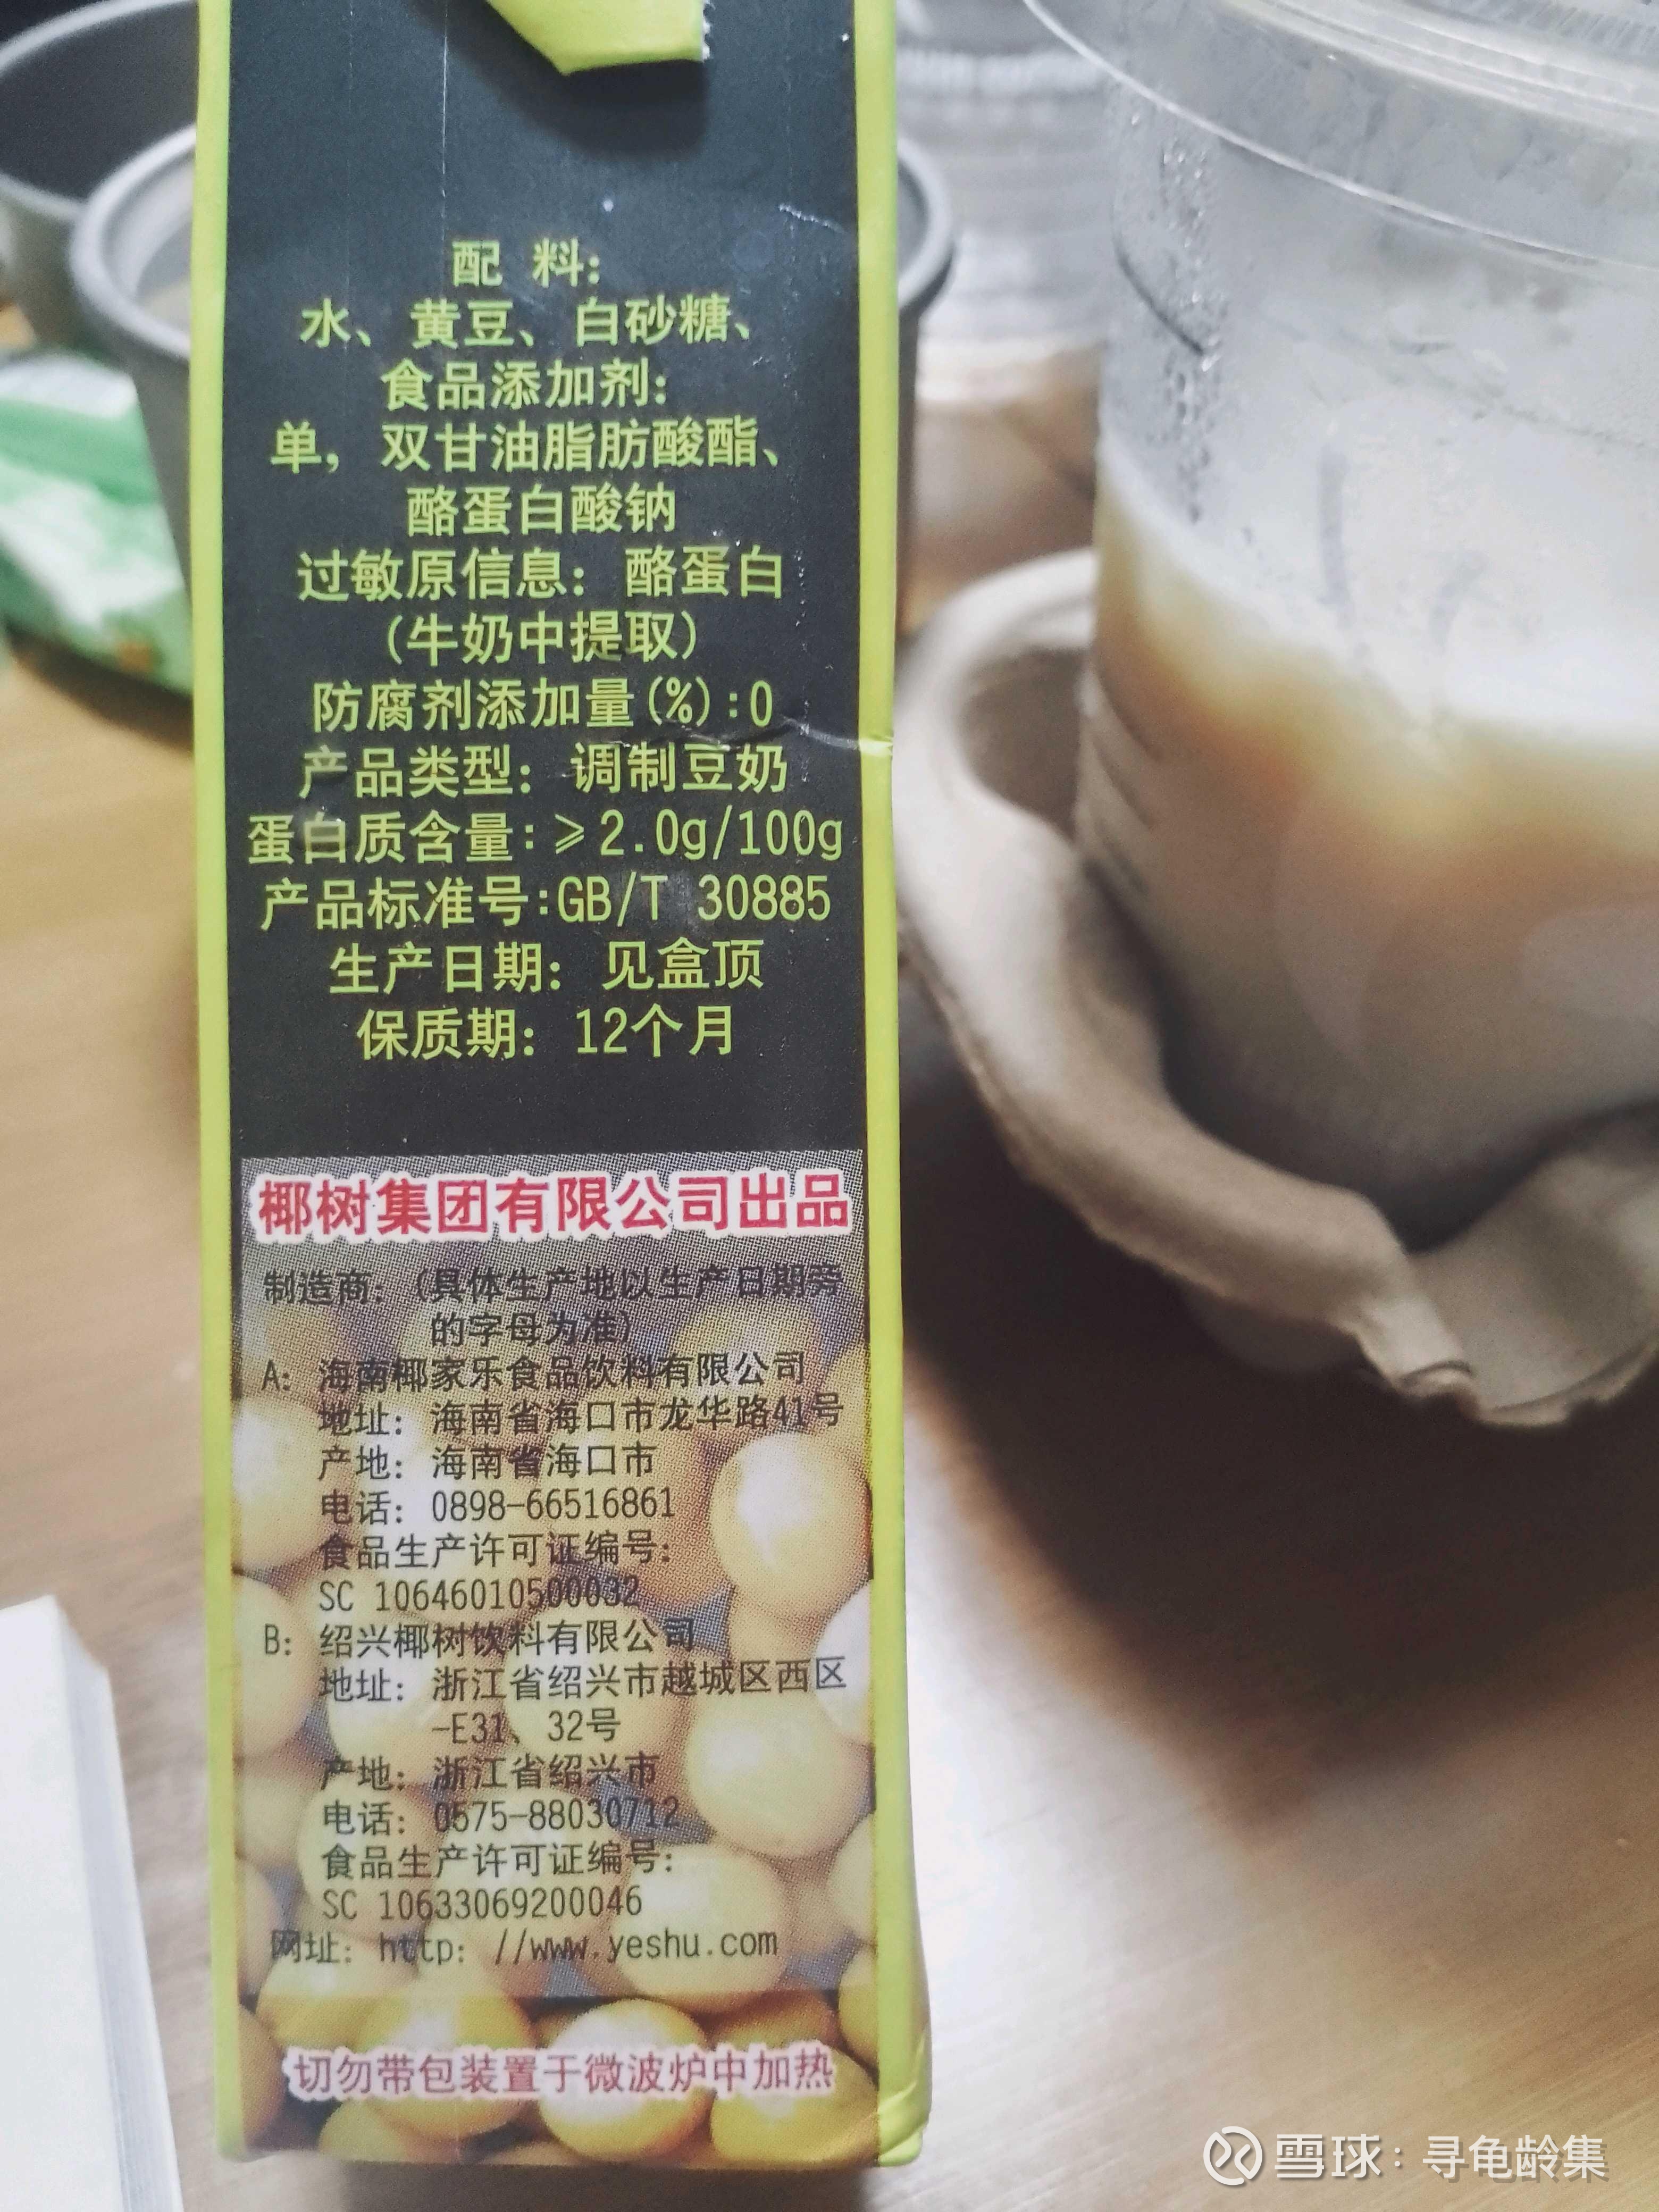 配 料：
水、黄豆、白砂糖、
食品添加剂：
单，双甘油脂肪酸酯、
酪蛋白酸钠
过敏原信息：酪蛋白
(牛奶中提取)
防腐剂添加量(%):0
产品类型：调制豆奶
蛋白质含量：≥2.0g/100g
产品标准号:GB/T 30885
生产日期：见盒顶
保质期：12个月
椰树集团有限公司出品
制造商：(具体生产地以生产日期旁
的字母为准)
A：海南椰家乐食品饮料有限公司
地址：海南省海口市龙华路41号
产地：海南省海口市
电话：0898-66516861
食品生产许可证编号：
SC 10646010500032
B：绍兴椰树饮料有限公司
地址：浙江省绍兴市越城区西区
-E31、32号
产地：浙江省绍兴市
电话：0575-88030712
食品生产许可证编号：
SC 10633069200046
网址：http：//www.yeshu.com
切勿带包装置于微波炉中加热
雪球：寻龟龄集